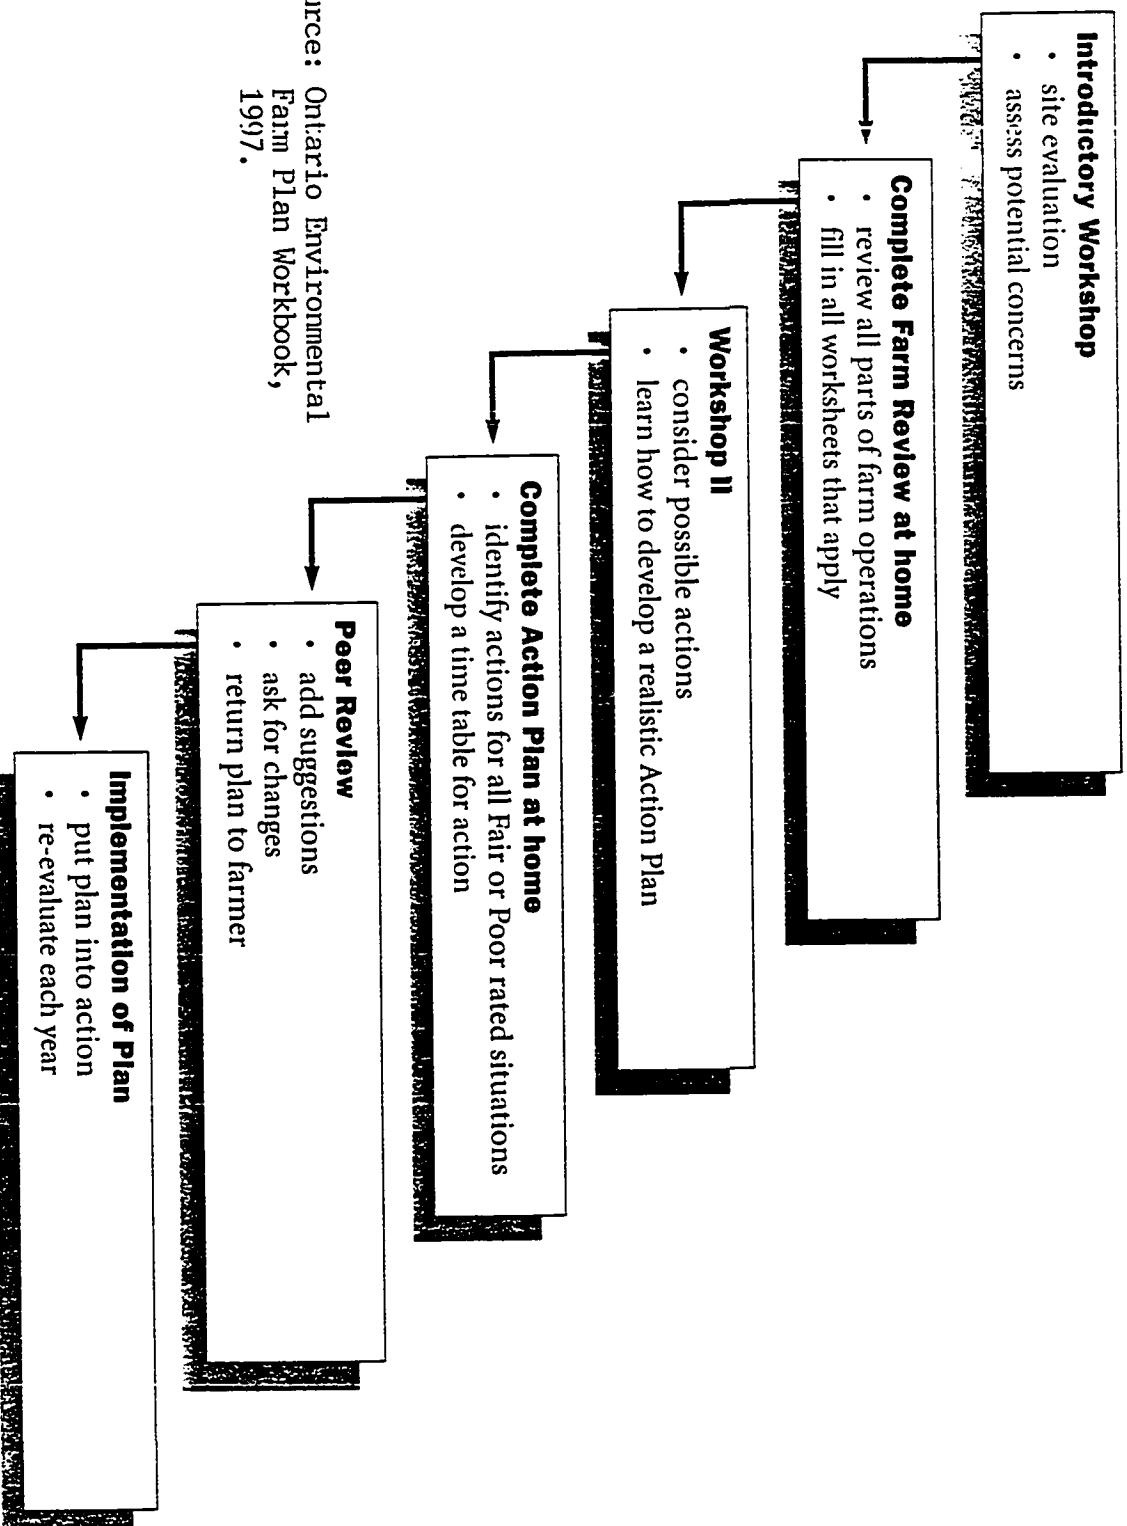 Introductory Workshop
• site evaluation
• assess potential concerns
Complete Farm Review at home
• review all parts of farm operations
• fill in all worksheets that apply
Workshop II
• consider possible actions
• learn how to develop a realistic Action Plan
Complete Action Plan at home
• identify actions for all Fair or Poor rated situations
• develop a time table for action
Peer Review
• add suggestions
• ask for changes
• return plan to farmer
Implementation of Plan
• put plan into action
• re-evaluate each year
urce: Ontario Environmental
Farm Plan Workbook,
1997.